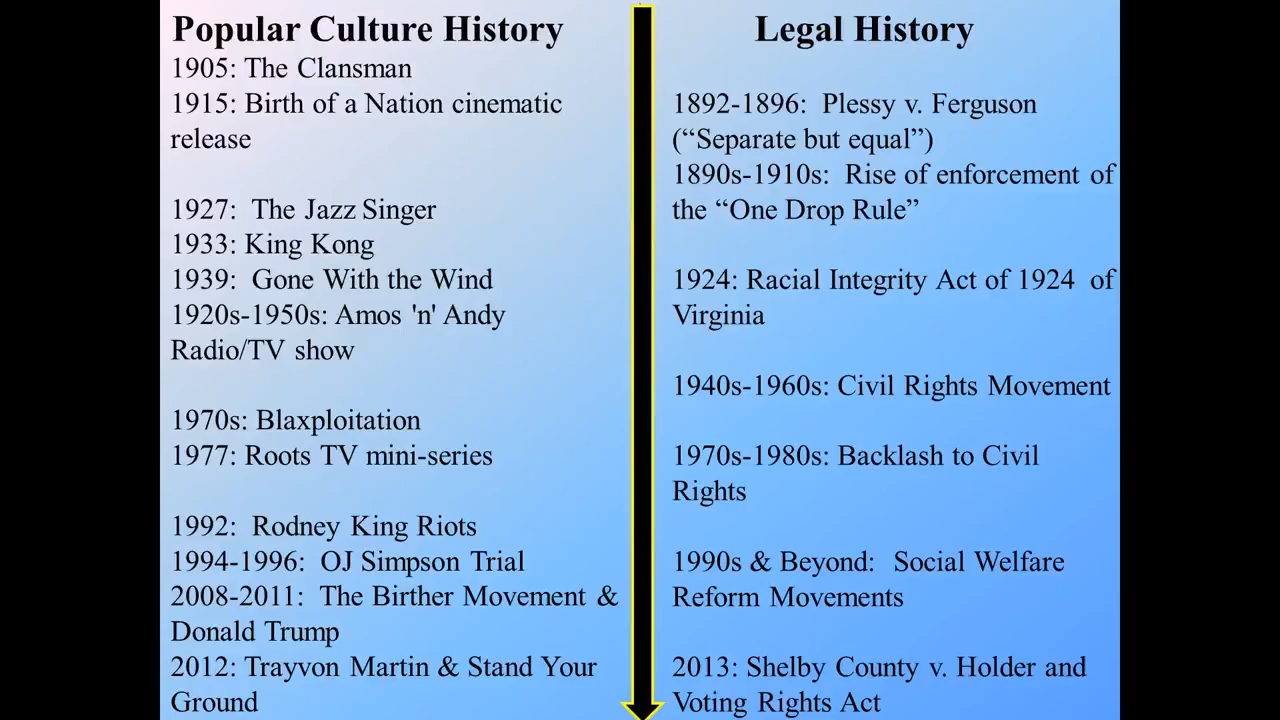 Popular Culture History
1905: The Clansman
1915: Birth of a Nation cinematic
release
1927: The Jazz Singer
1933: King Kong
1939: Gone With the Wind
1920s-1950s: Amos 'n' Andy
Radio/TV show
1970s: Blaxploitation
1977: Roots TV mini-series
1992: Rodney King Riots
1994-1996: OJ Simpson Trial
2008-2011: The Birther Movement &
Donald Trump
2012: Trayvon Martin & Stand Your
Ground
Legal History
1892-1896: Plessy v. Ferguson
(“Separate but equal”)
1890s-1910s: Rise of enforcement of
the “One Drop Rule”
1924: Racial Integrity Act of 1924 of
Virginia
1940s-1960s: Civil Rights Movement
1970s-1980s: Backlash to Civil
Rights
1990s & Beyond: Social Welfare
Reform Movements
2013: Shelby County v. Holder and
Voting Rights Act